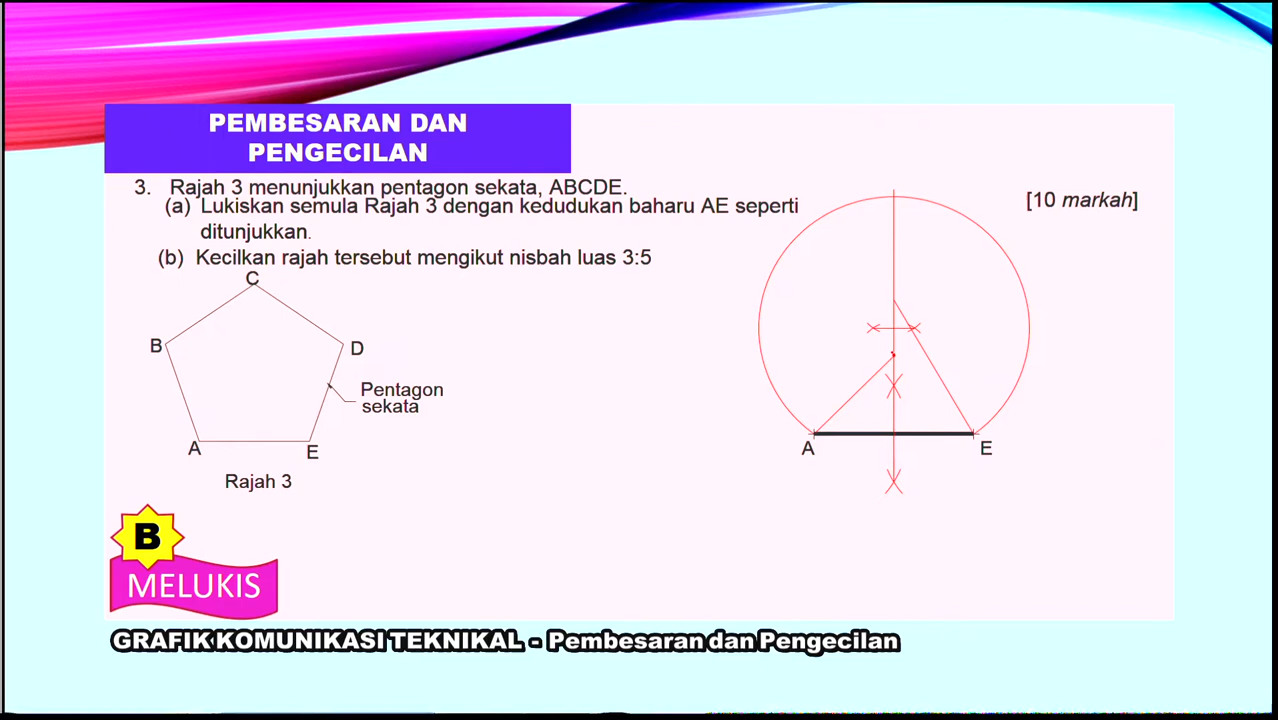 PEMBESARAN DAN
PENGECILAN
3. Rajah 3 menunjukkan pentagon sekata, ABCDE.
[10 markah]
(a) Lukiskan semula Rajah 3 dengan kedudukan baharu AE seperti
ditunjukkan.
(b) Kecilkan rajah tersebut mengikut nisbah luas 3:5
C
B
D
Pentagon
sekata
A
E
Rajah 3
A
E
B
MELUKIS
GRAFIK KOMUNIKASI TEKNIKAL - Pembesaran dan Pengecilan